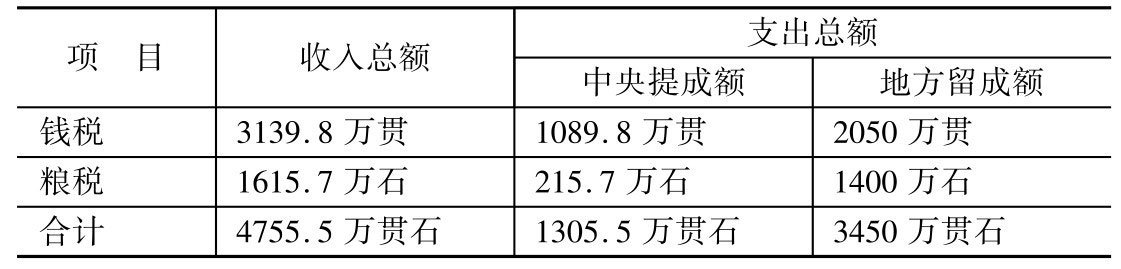 项 目 收入总额 支出总额
中央提成额 地方留成额
钱税 3139.8 万贯 1089.8 万贯 2050 万贯
粮税 1615.7 万石 215.7 万石 1400 万石
合计 4755.5 万贯石 1305.5 万贯石 3450 万贯石